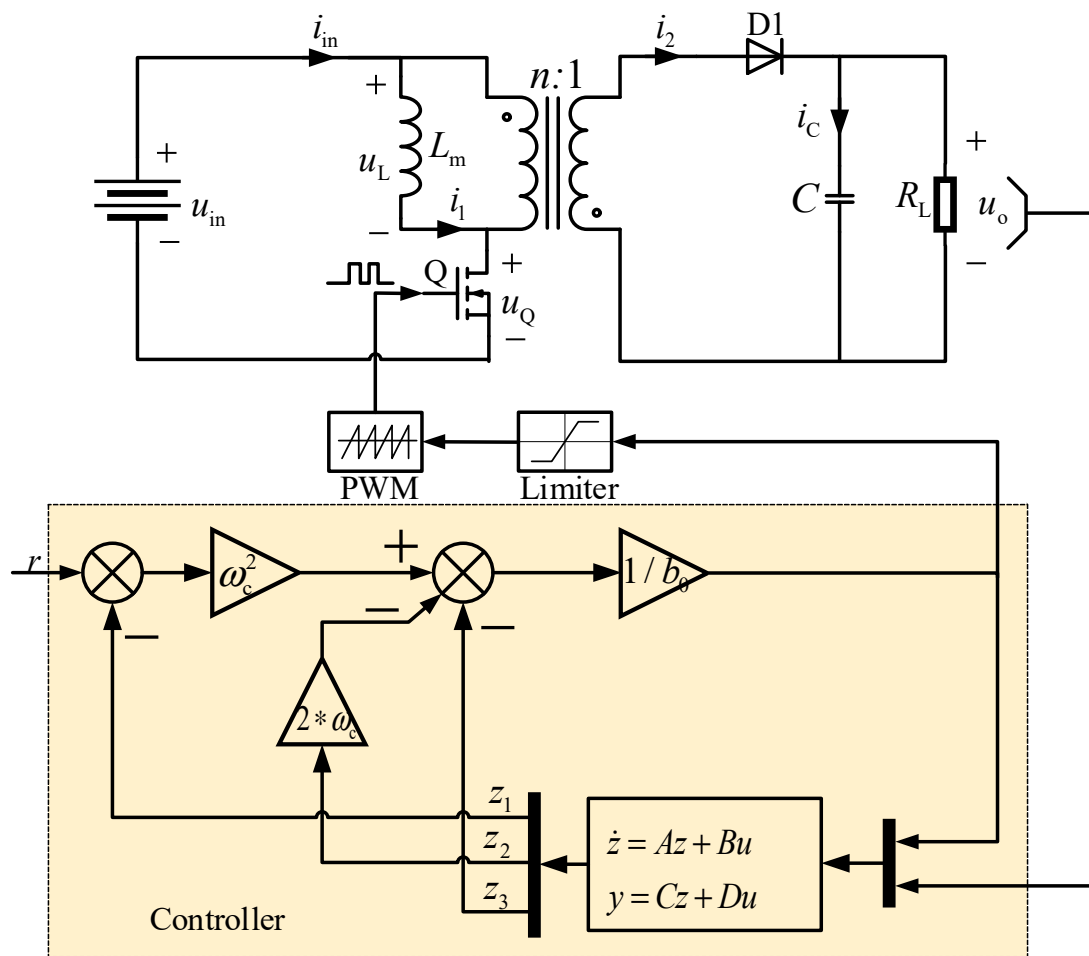 i_in
i_2
D1
n:1
+
u_L
L_m
i_C
+
+
u_in
C
R_L
u_o
−
i_1
−
−
Q
+
u_Q
−
PWM
Limiter
r
ω_c^2
+
1 / b_0
−
−
−
2 * ω_c
z_1
z_2
z_3
ż = Az + Bu
y = Cz + Du
Controller